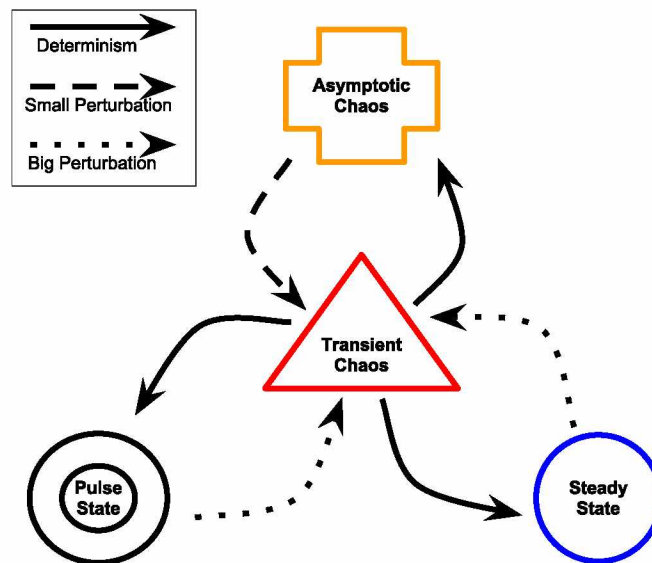 Determinism
Small Perturbation
Big Perturbation
Asymptotic
Chaos
Transient
Chaos
Pulse
State
Steady
State